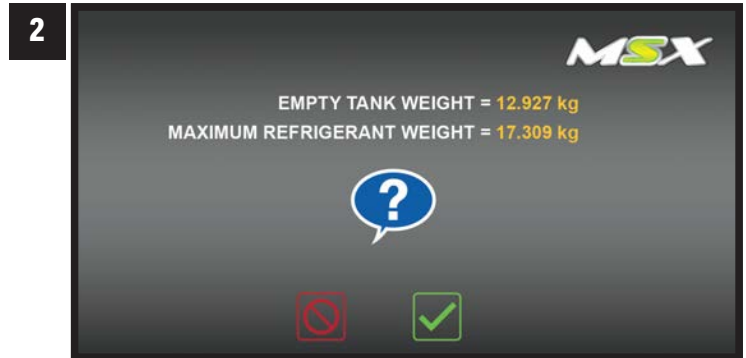 2
MSX
EMPTY TANK WEIGHT = 12.927 kg
MAXIMUM REFRIGERANT WEIGHT = 17.309 kg
?